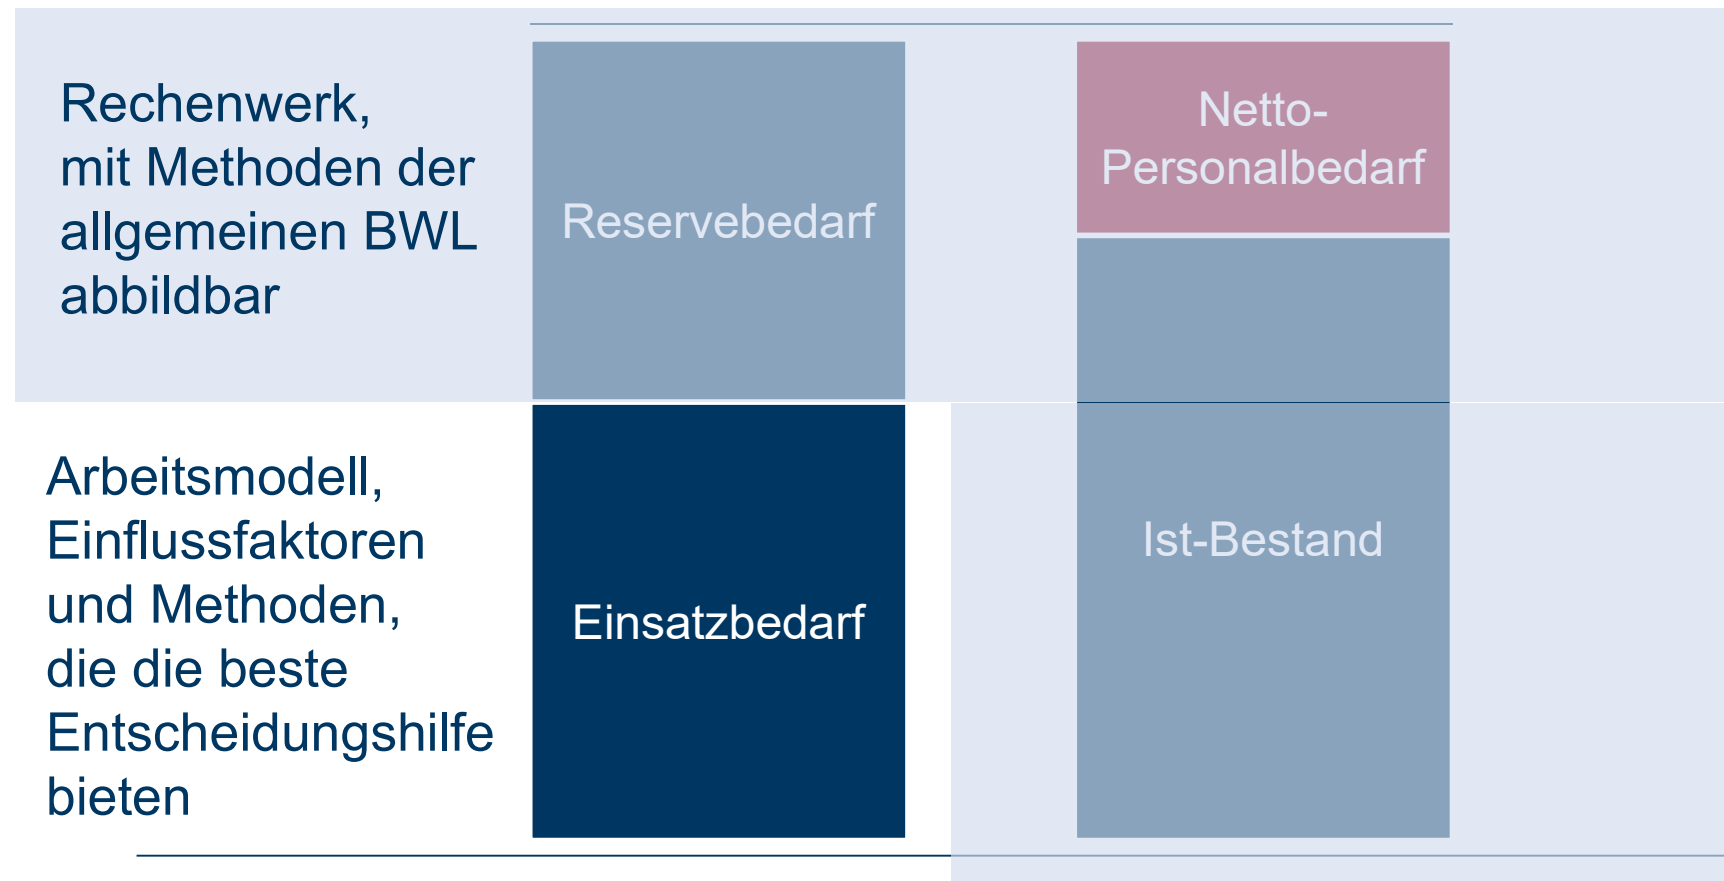 Rechenwerk,
mit Methoden der
allgemeinen BWL
abbildbar
Reservebedarf
Netto-
Personalbedarf
Arbeitsmodell,
Einflussfaktoren
und Methoden,
die die beste
Entscheidungshilfe
bieten
Einsatzbedarf
Ist-Bestand